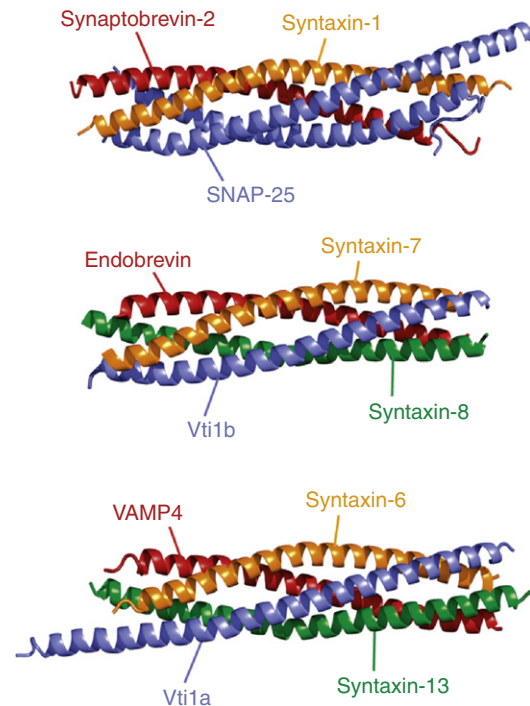 Synaptobrevin-2
Syntaxin-1
SNAP-25
Endobrevin
Syntaxin-7
Vti1b
Syntaxin-8
VAMP4
Syntaxin-6
Vti1a
Syntaxin-13